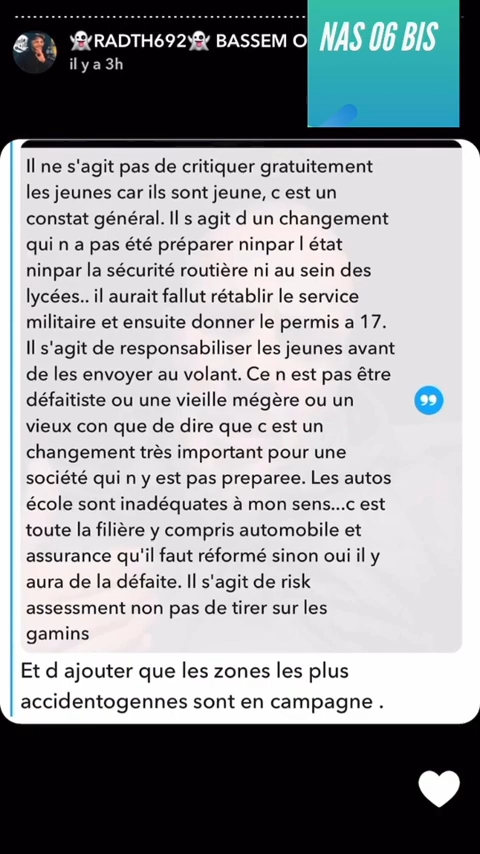 👻RADTH692👻 BASSEM O
il y a 3h
NAS 06 BIS
Il ne s'agit pas de critiquer gratuitement
les jeunes car ils sont jeune, c est un
constat général. Il s agit d un changement
qui n a pas été préparer ninpar l état
ninpar la sécurité routière ni au sein des
lycées.. il aurait fallut rétablir le service
militaire et ensuite donner le permis a 17.
Il s'agit de responsabiliser les jeunes avant
de les envoyer au volant. Ce n est pas être
défaitiste ou une vieille mégère ou un
vieux con que de dire que c est un
changement très important pour une
société qui n y est pas preparee. Les autos
école sont inadéquates à mon sens...c est
toute la filière y compris automobile et
assurance qu'il faut réformé sinon oui il y
aura de la défaite. Il s'agit de risk
assessment non pas de tirer sur les
gamins
Et d ajouter que les zones les plus
accidentogennes sont en campagne .